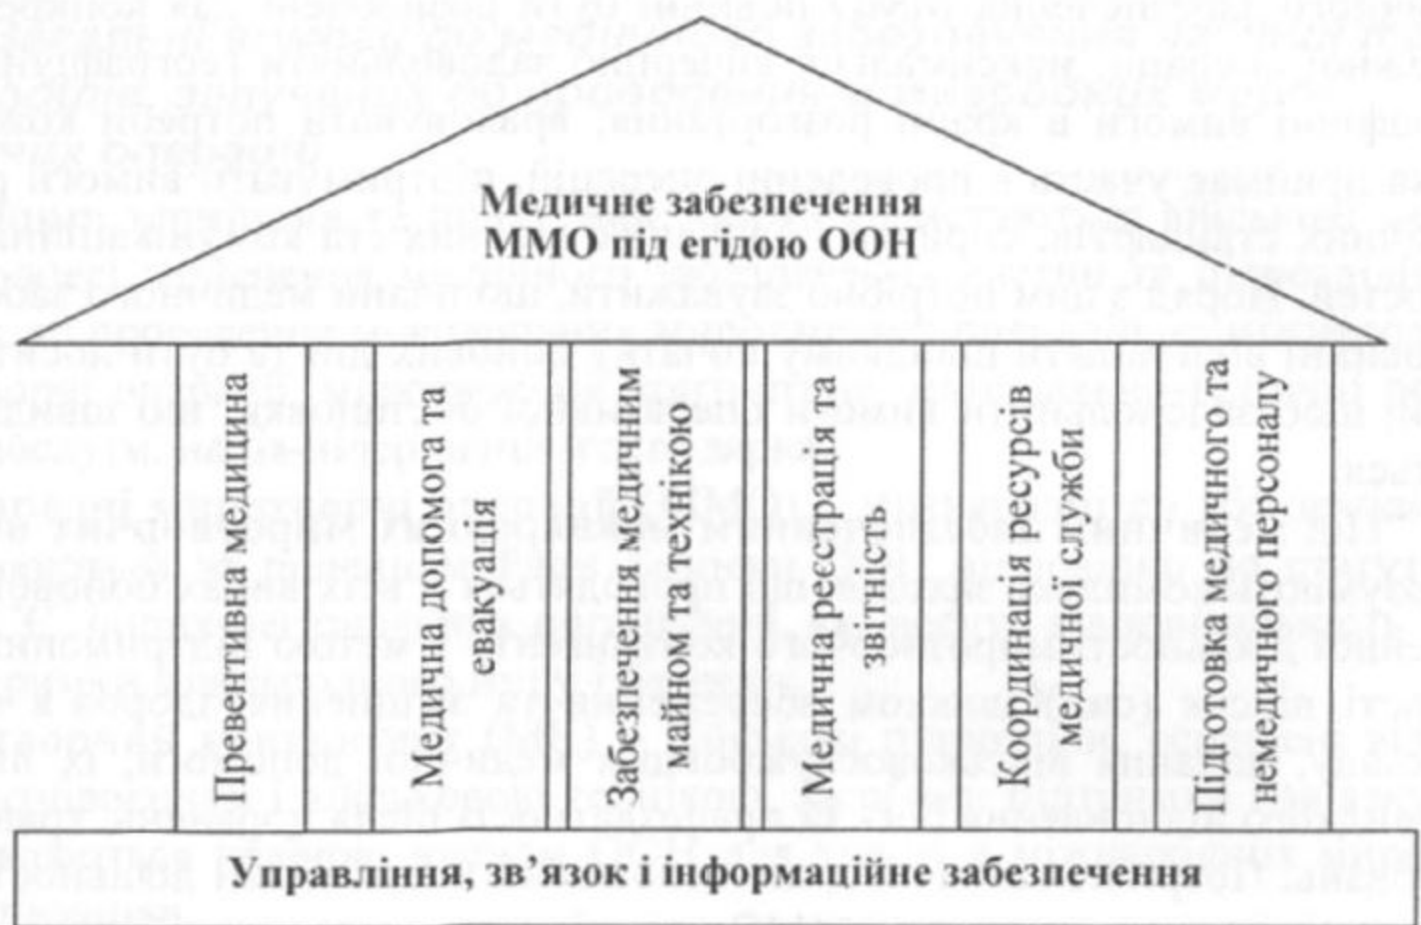 Медичне забезпечення
ММО під егідою ООН
Превентивна медицина
Медична допомога та
евакуація
Забезпечення медичним
майном та технікою
Медична реєстрація та
звітність
Координація ресурсів
медичної служби
Підготовка медичного та
немедичного персоналу
Управління, зв’язок і інформаційне забезпечення